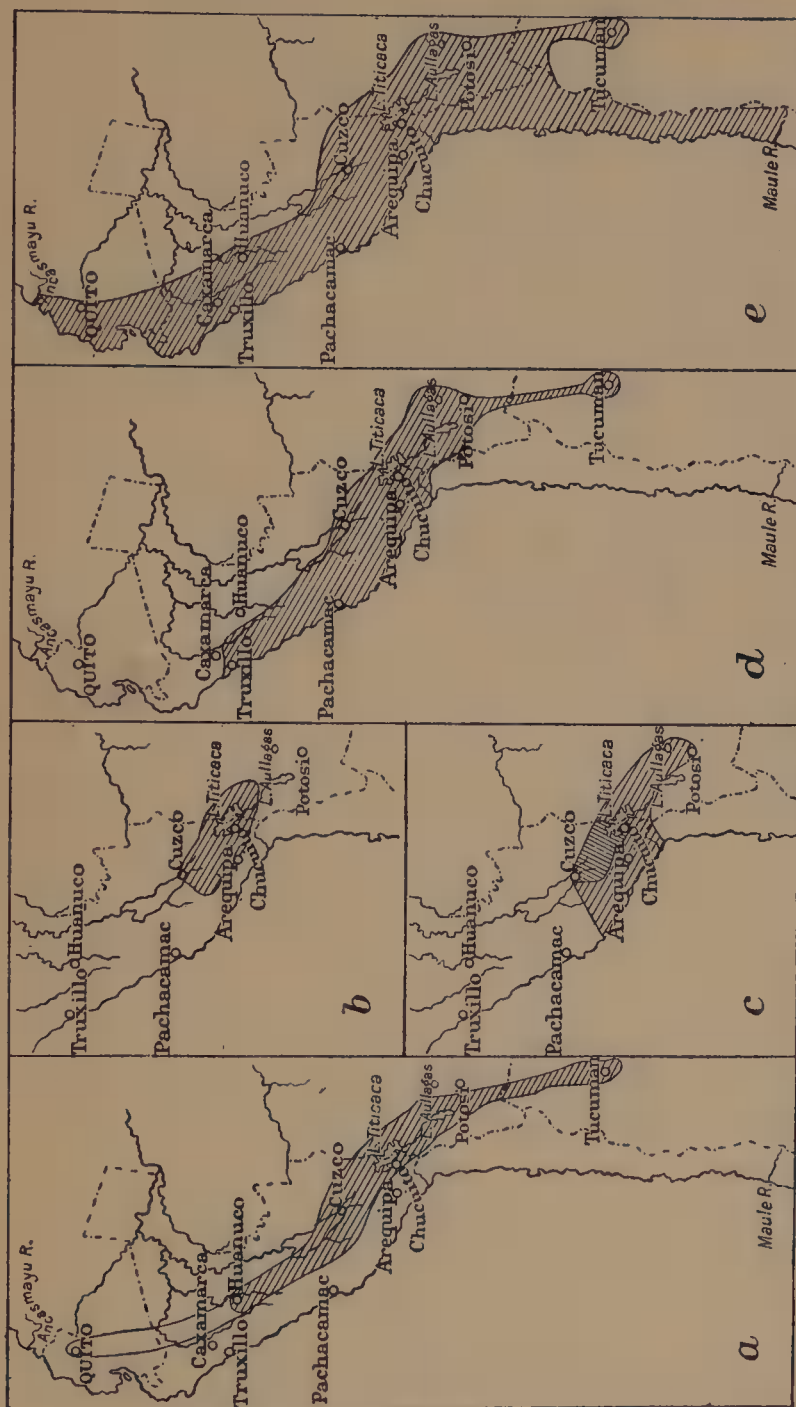 Ancasmayu R.
QUITO
Caxamarca
Huanuco
Truxillo
Pachacamac
Cuzco
L. Titicaca
Arequipa
Chucuito
L. Aullagas
Potosi
Tucuman
Maule R.
a
Truxillo
Huanuco
Pachacamac
Cuzco
L. Titicaca
Arequipa
Chucuito
L. Aullagas
Potosi
b
Truxillo
Huanuco
Pachacamac
Cuzco
L. Titicaca
Arequipa
Chucuito
L. Aullagas
Potosi
c
Ancasmayu R.
QUITO
Caxamarca
Huanuco
Truxillo
Pachacamac
Cuzco
L. Titicaca
Arequipa
Chucuito
L. Aullagas
Potosi
Tucuman
Maule R.
d
Ancasmayu R.
QUITO
Caxamarca
Huanuco
Truxillo
Pachacamac
Cuzco
L. Titicaca
Arequipa
Chucuito
L. Aullagas
Potosi
Tucuman
Maule R.
e